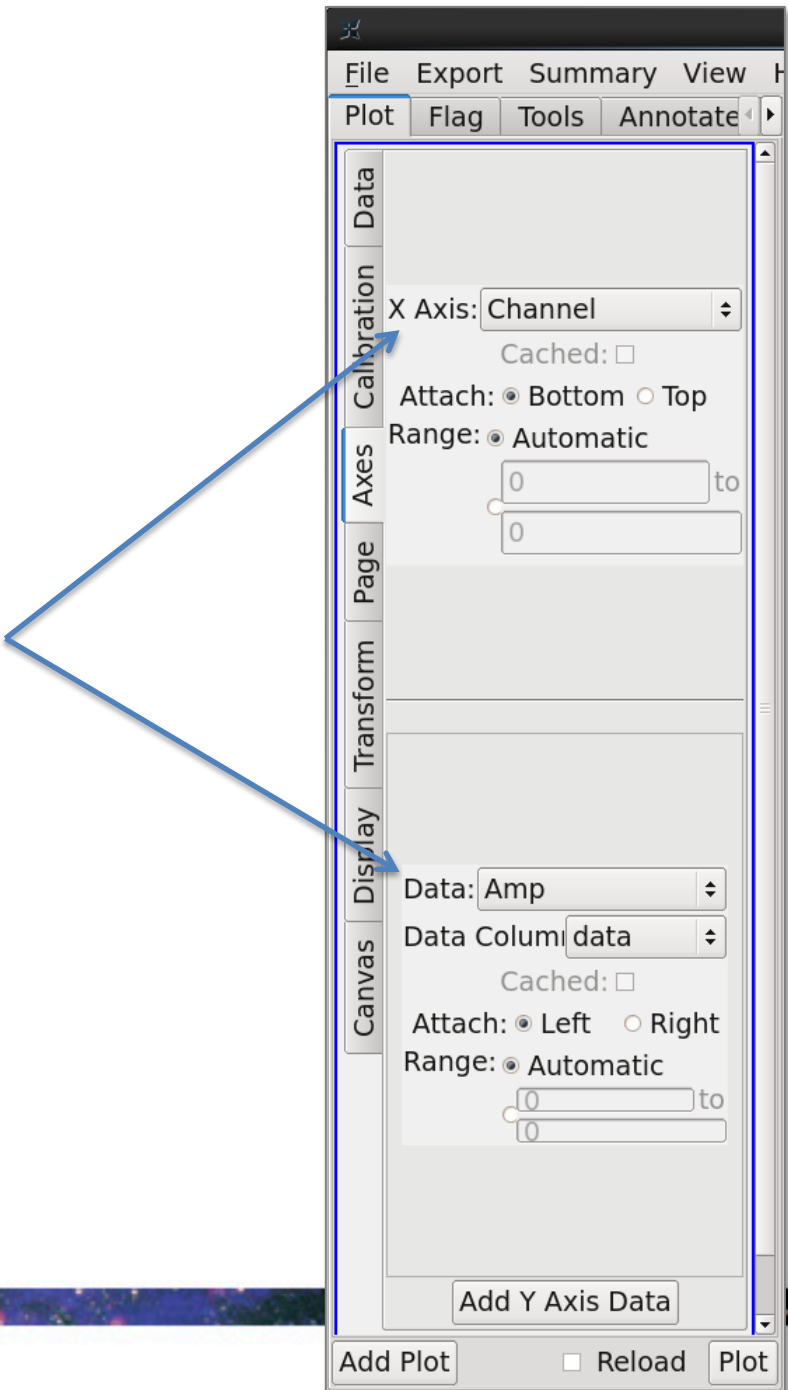 File Export Summary View H
Plot Flag Tools Annotate
Data
Calibration
Axes
Page
Transform
Display
Canvas
X Axis: Channel
Cached:
Attach: Bottom Top
Range: Automatic
0 to
0
Data: Amp
Data Colum data
Cached:
Attach: Left Right
Range: Automatic
0 to
0
Add Y Axis Data
Add Plot Reload Plot